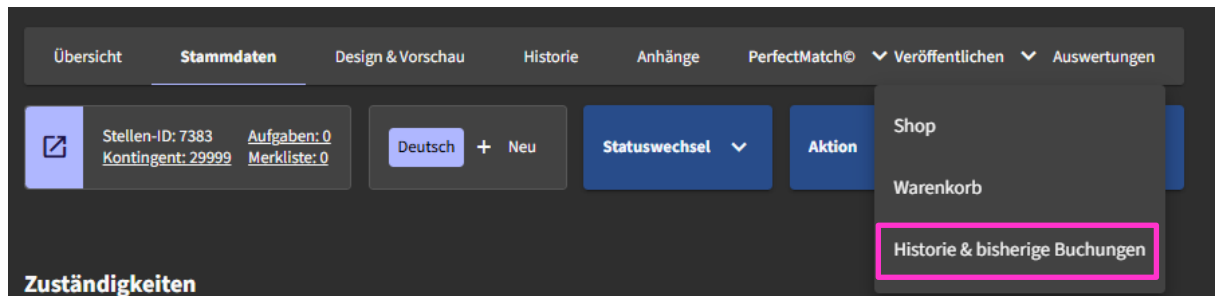 Übersicht Stammdaten Design & Vorschau Historie Anhänge PerfectMatch© Veröffentlichen Auswertungen
Stellen-ID: 7383 Aufgaben: 0
Kontingent: 29999 Merkliste: 0
Deutsch + Neu
Statuswechsel
Aktion
Shop
Warenkorb
Historie & bisherige Buchungen
Zuständigkeiten